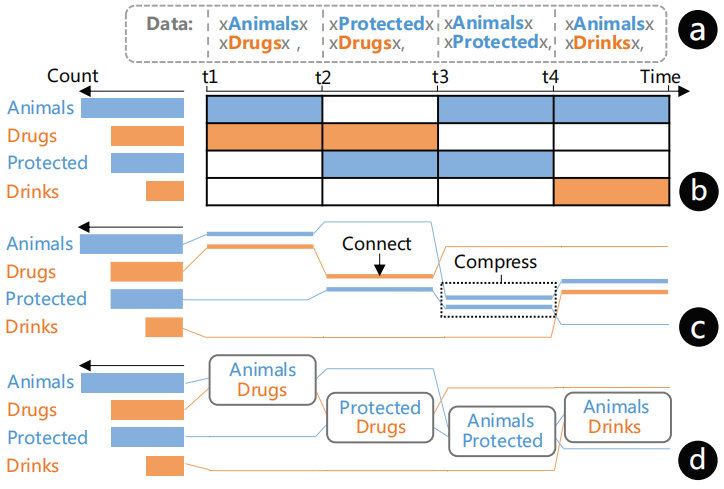 Data: xAnimalsx xProtectedx xAnimalsx xAnimalsx
xDrugsx , xDrugsx, xProtectedx, xDrinksx,
a
Count t1 t2 t3 t4 Time
Animals
Drugs
Protected
Drinks
b
Animals
Connect
Drugs
Compress
Protected
Drinks
c
Animals
Drugs
Protected
Drinks
Animals
Drugs
Protected
Drugs
Animals
Protected
Animals
Drinks
d